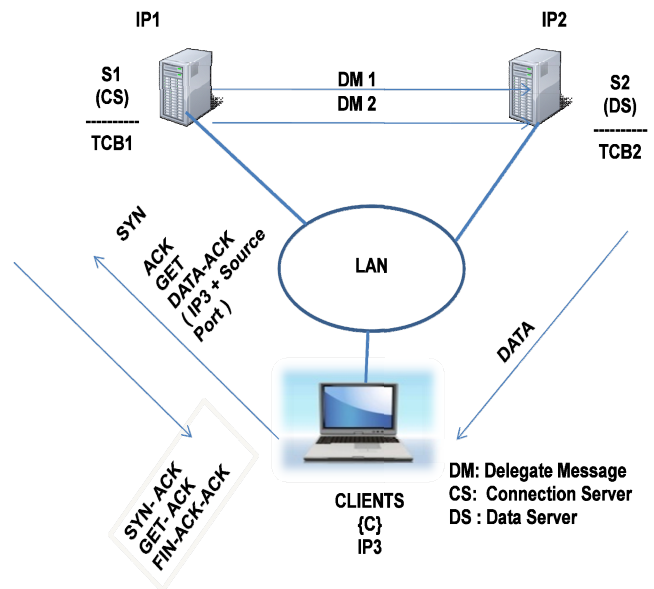 IP1
IP2
S1
(CS)
----------
TCB1
DM 1
DM 2
S2
(DS)
----------
TCB2
SYN
ACK
GET
DATA-ACK
( IP3 + Source
Port )
LAN
DATA
SYN- ACK
GET- ACK
FIN-ACK-ACK
CLIENTS
{C}
IP3
DM: Delegate Message
CS: Connection Server
DS : Data Server